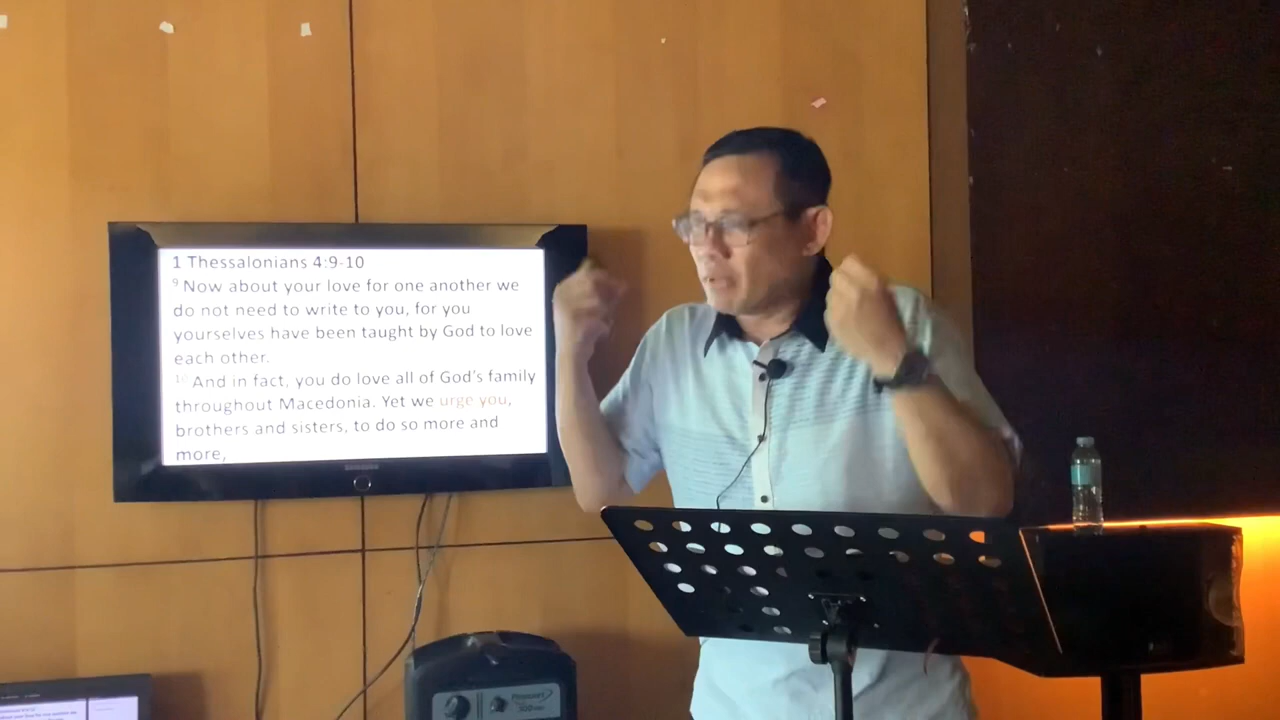 1 Thessalonians 4:9-10
⁹ Now about your love for one another we
do not need to write to you, for you
yourselves have been taught by God to love
each other.
¹⁰ And in fact, you do love all of God's family
throughout Macedonia. Yet we urge you,
brothers and sisters, to do so more and
more,
SAMSUNG